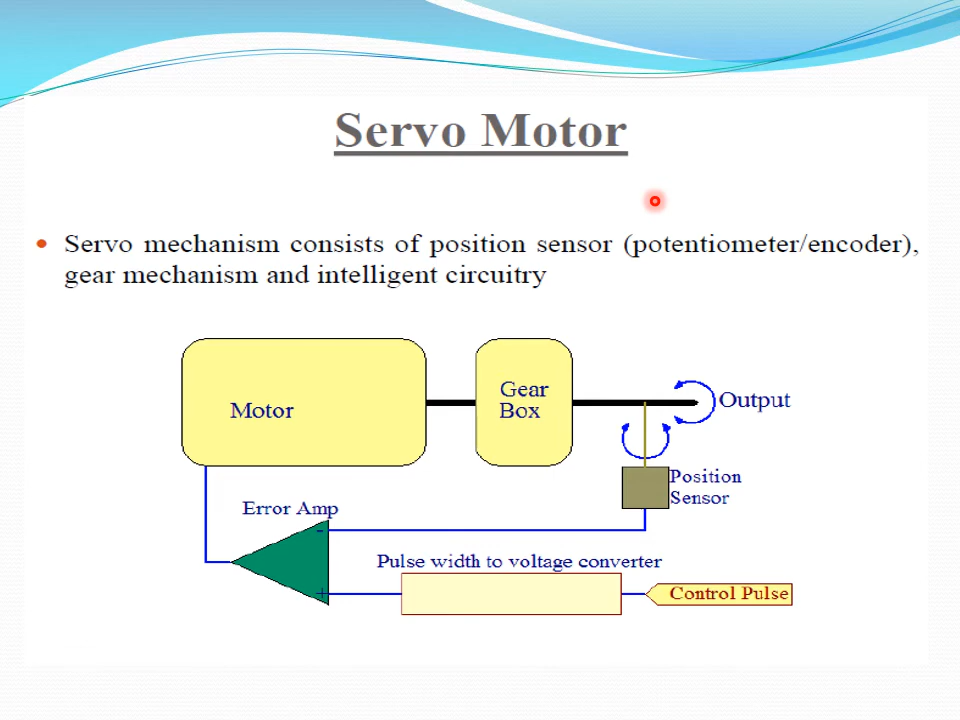 Servo Motor
• Servo mechanism consists of position sensor (potentiometer/encoder),
gear mechanism and intelligent circuitry
Motor
Gear
Box
Output
Position
Sensor
Error Amp
-
Pulse width to voltage converter
+
Control Pulse